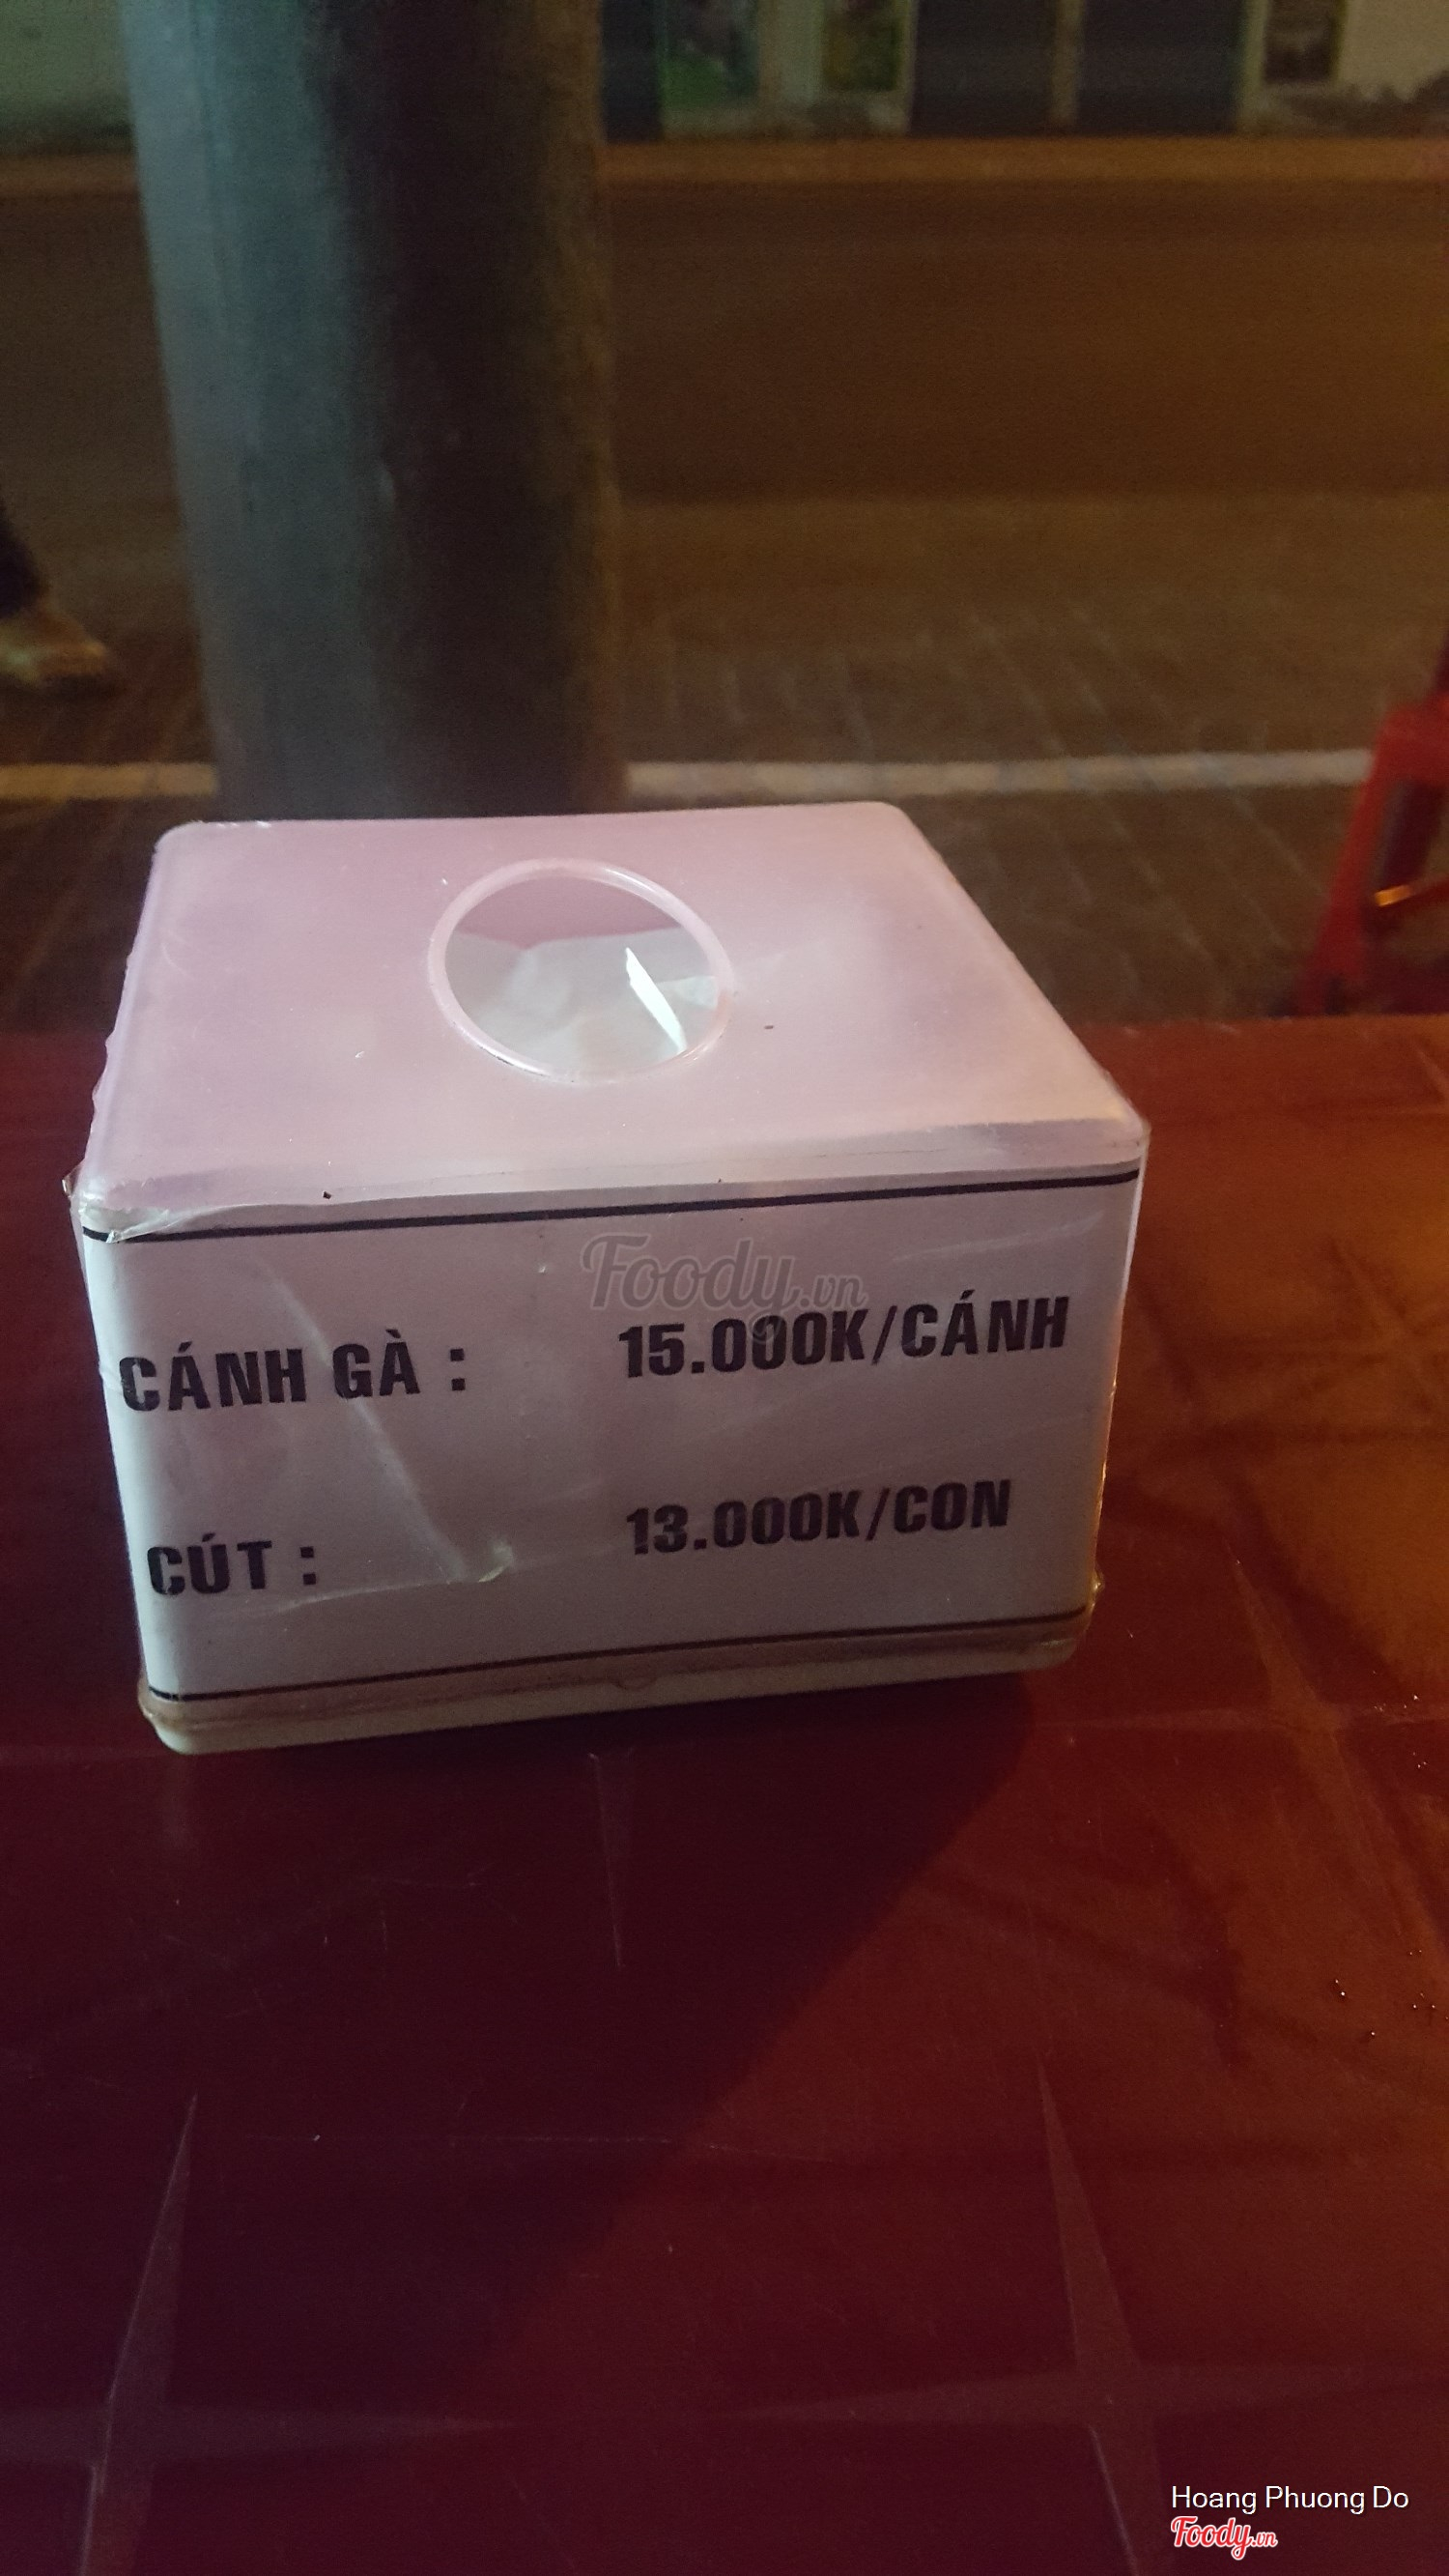 Foody.vn
CÁNH GÀ : 15.000K/CÁNH
CÚT : 13.000K/CON
Hoang Phuong Do
Foody.vn